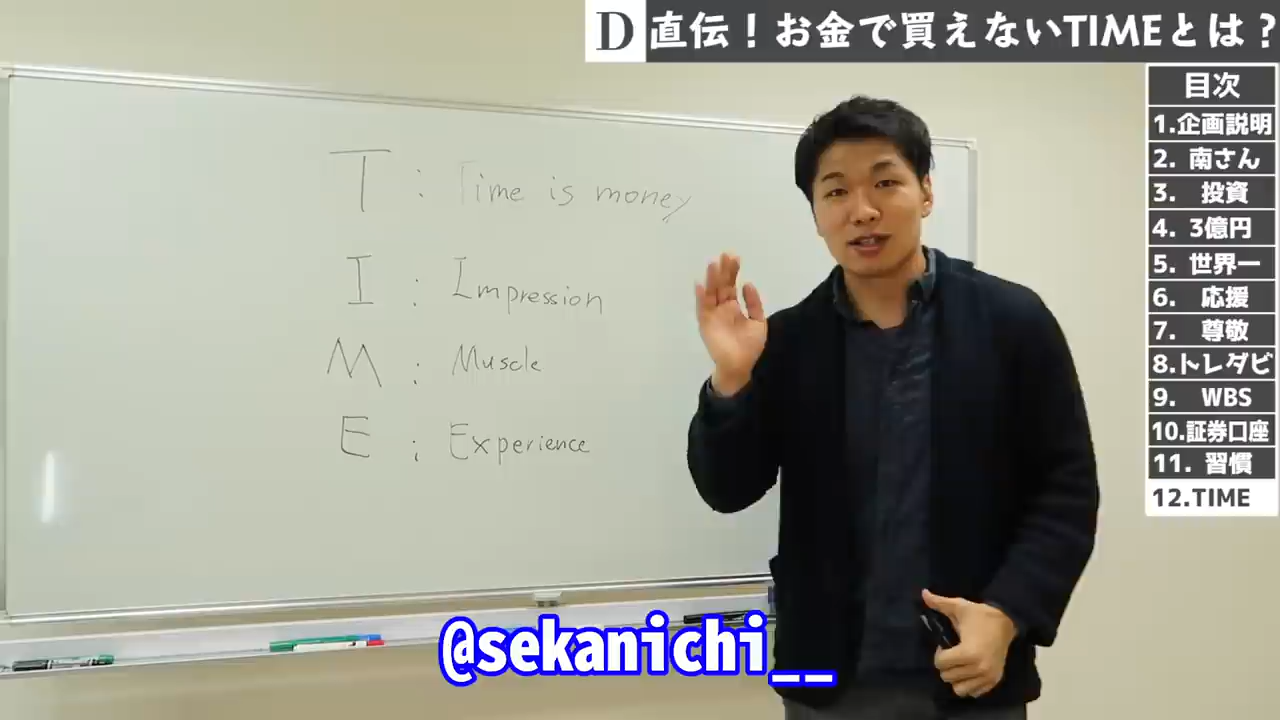 D 直伝！お金で買えないTIMEとは？
目次
1.企画説明
2. 南さん
3. 投資
4. 3億円
5. 世界一
6. 応援
7. 尊敬
8.トレダビ
9. WBS
10.証券口座
11. 習慣
12.TIME
T : Time is money
I : Impression
M : Muscle
E : Experience
@sekanichi__